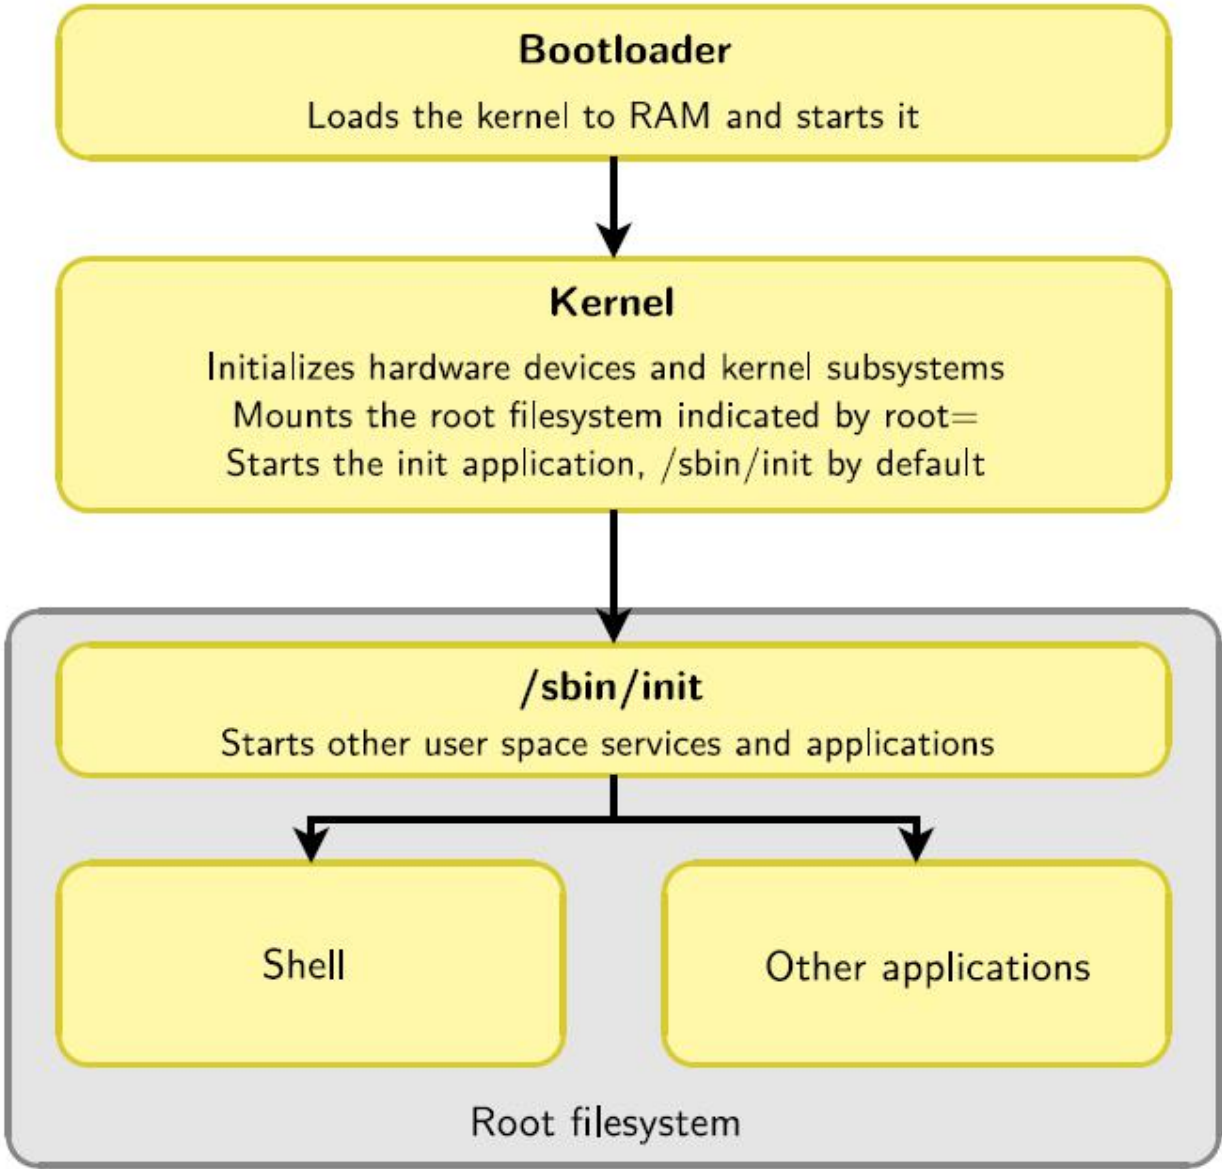 Bootloader
Loads the kernel to RAM and starts it
Kernel
Initializes hardware devices and kernel subsystems
Mounts the root filesystem indicated by root=
Starts the init application, /sbin/init by default
/sbin/init
Starts other user space services and applications
Shell
Other applications
Root filesystem